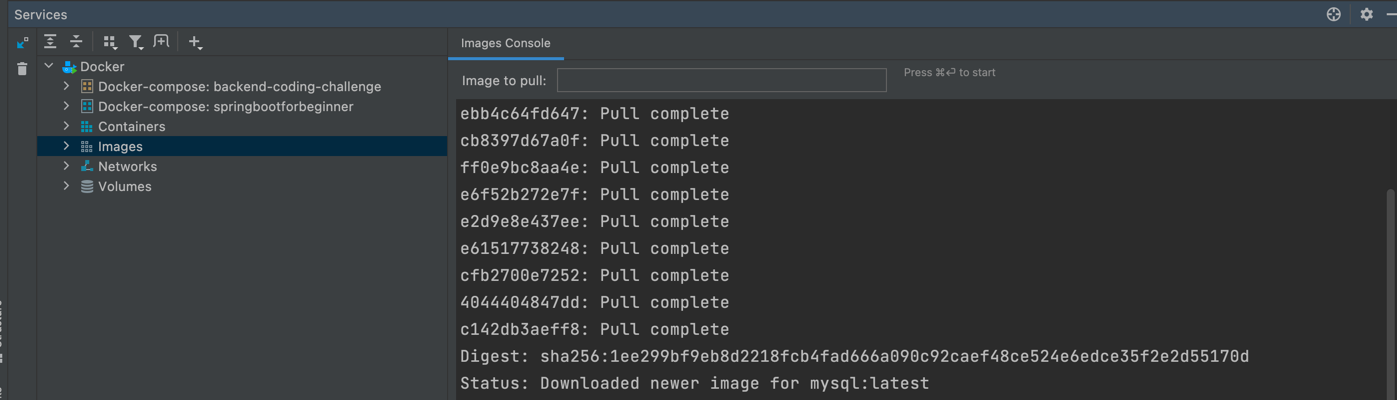 Services
Docker
Docker-compose: backend-coding-challenge
Docker-compose: springbootforbeginner
Containers
Images
Networks
Volumes
Images Console
Image to pull:
Press ⌘⏎ to start
ebb4c64fd647: Pull complete
cb8397d67a0f: Pull complete
ff0e9bc8aa4e: Pull complete
e6f52b272e7f: Pull complete
e2d9e8e437ee: Pull complete
e61517738248: Pull complete
cfb2700e7252: Pull complete
4044404847dd: Pull complete
c142db3aeff8: Pull complete
Digest: sha256:1ee299bf9eb8d2218fcb4fad666a090c92caef48ce524e6edce35f2e2d55170d
Status: Downloaded newer image for mysql:latest